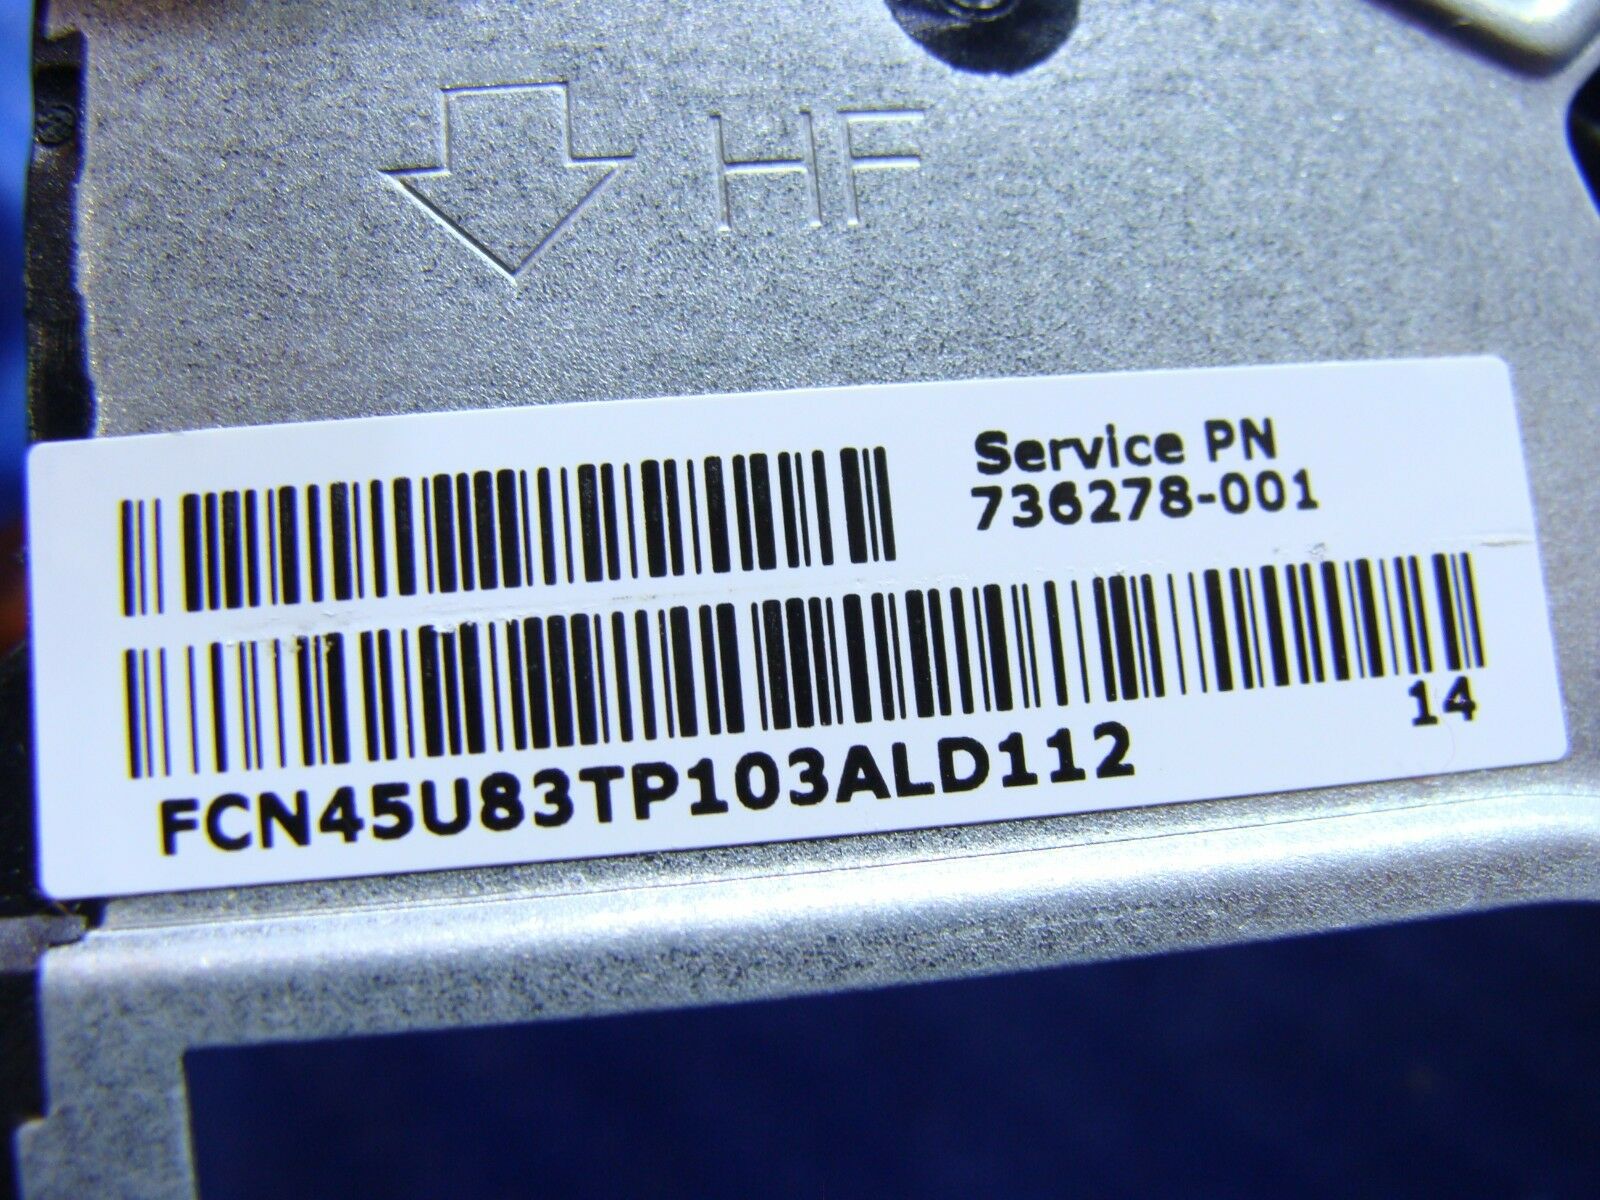 HF
Service PN
736278-001
14
FCN45U83TP103ALD112